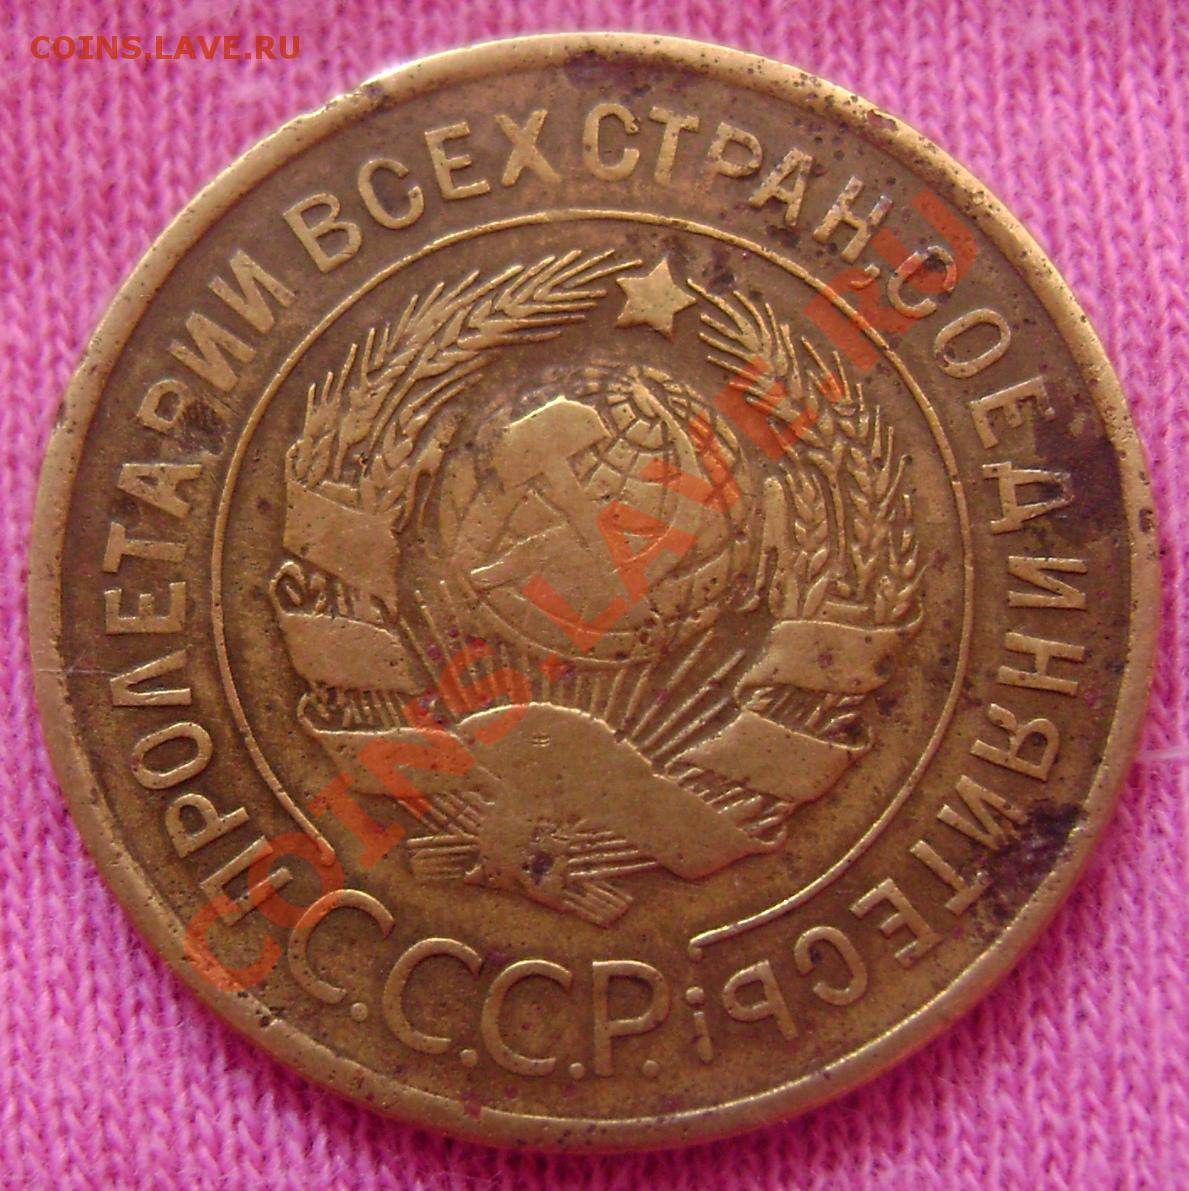 COINS.LAVE.RU
ПРОЛЕТАРИИ ВСЕХ СТРАН, СОЕДИНЯЙТЕСЬ!
С.С.С.Р.
COINS.LAVE.RU